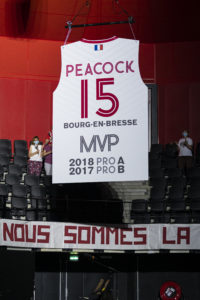 PEACOCK
15
BOURG-EN-BRESSE
MVP
2018 PRO A
2017 PRO B
NOUS SOMMES LA